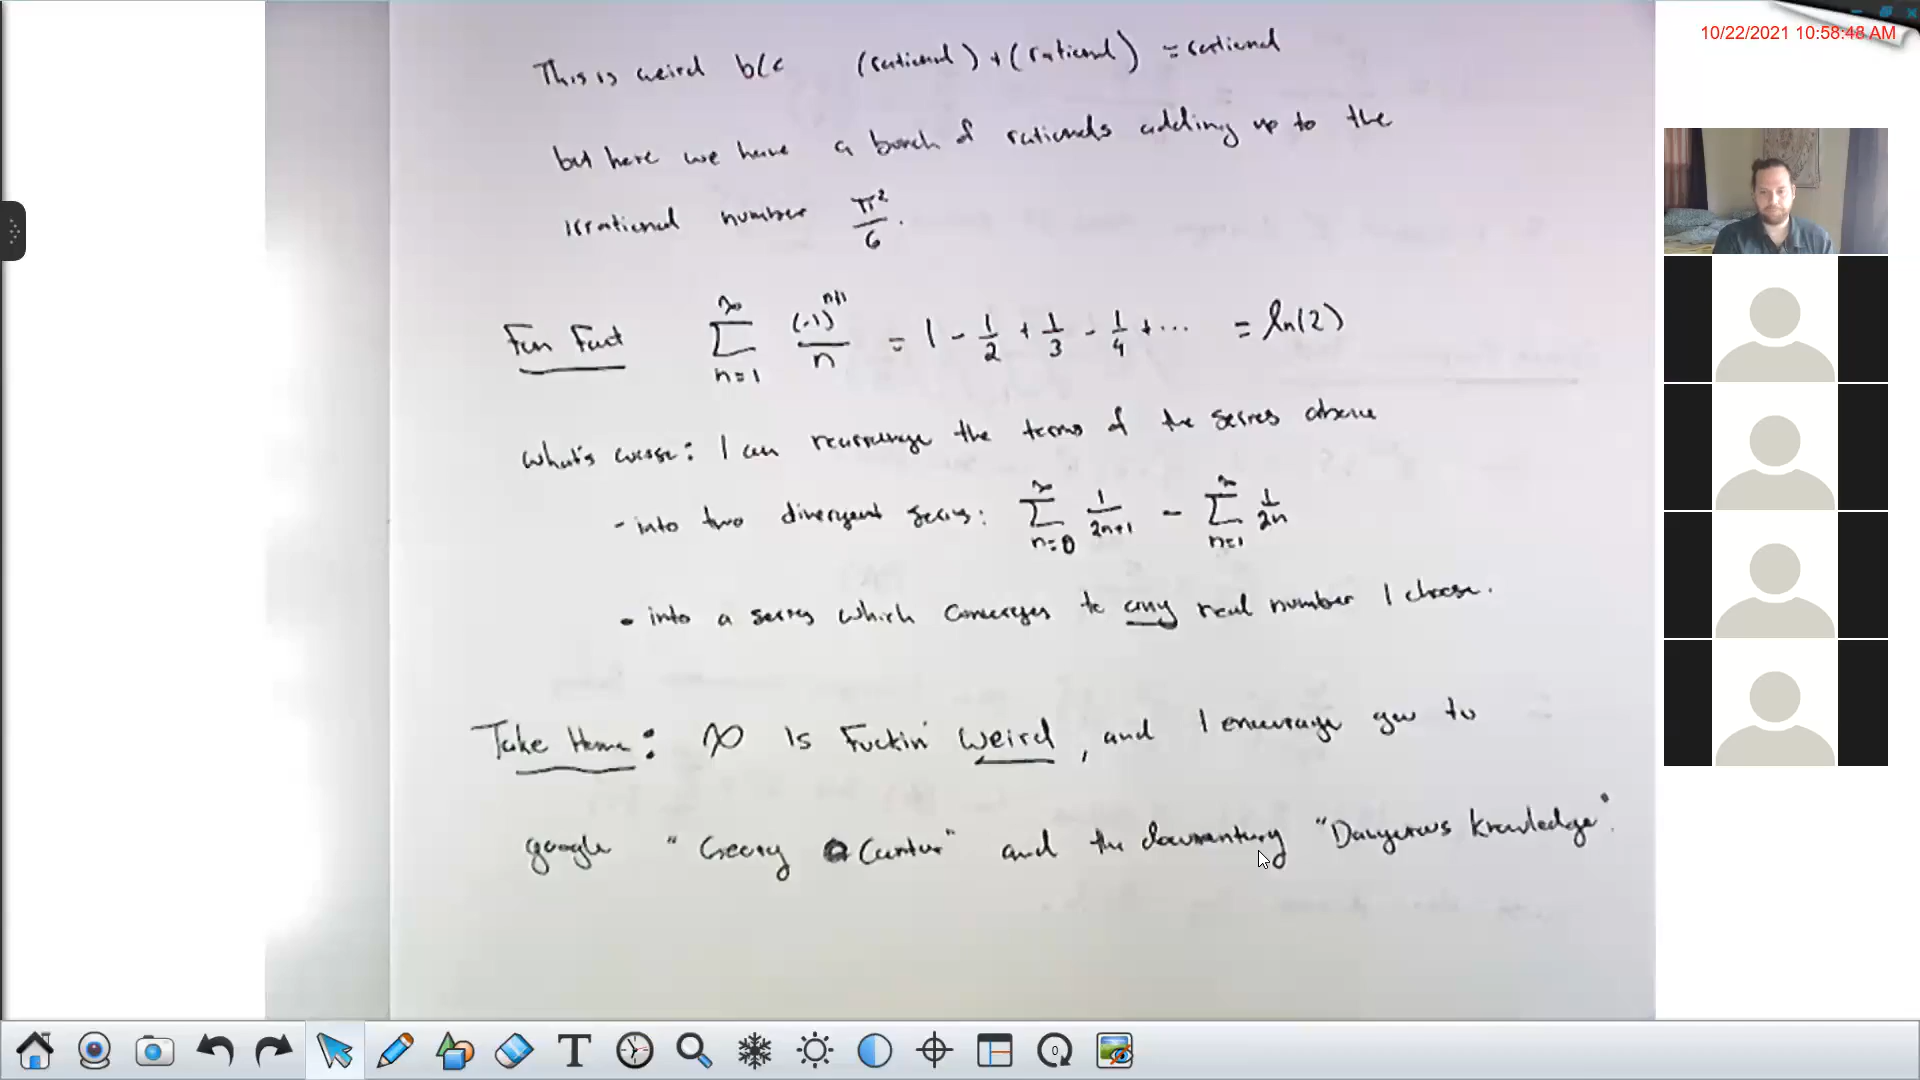 10/22/2021 10:58:48 AM
This is weird b/c (rational) + (rational) = rational
but here we have a bunch of rationals adding up to the
irrational number π²/6.
Fun Fact ∑_{n=1}^{∞} (-1)^{n+1}/n = 1 - 1/2 + 1/3 - 1/4 + ... = ln(2)
What's worse: I can rearrange the terms of the series above
- into two divergent series: ∑_{n=0}^{∞} 1/(2n+1) - ∑_{n=1}^{∞} 1/2n
• into a series which converges to any real number I choose.
Take Home: ∞ Is Fuckin' Weird, and I encourage you to
google "Georg Cantor" and the documentary "Dangerous Knowledge".
T
0